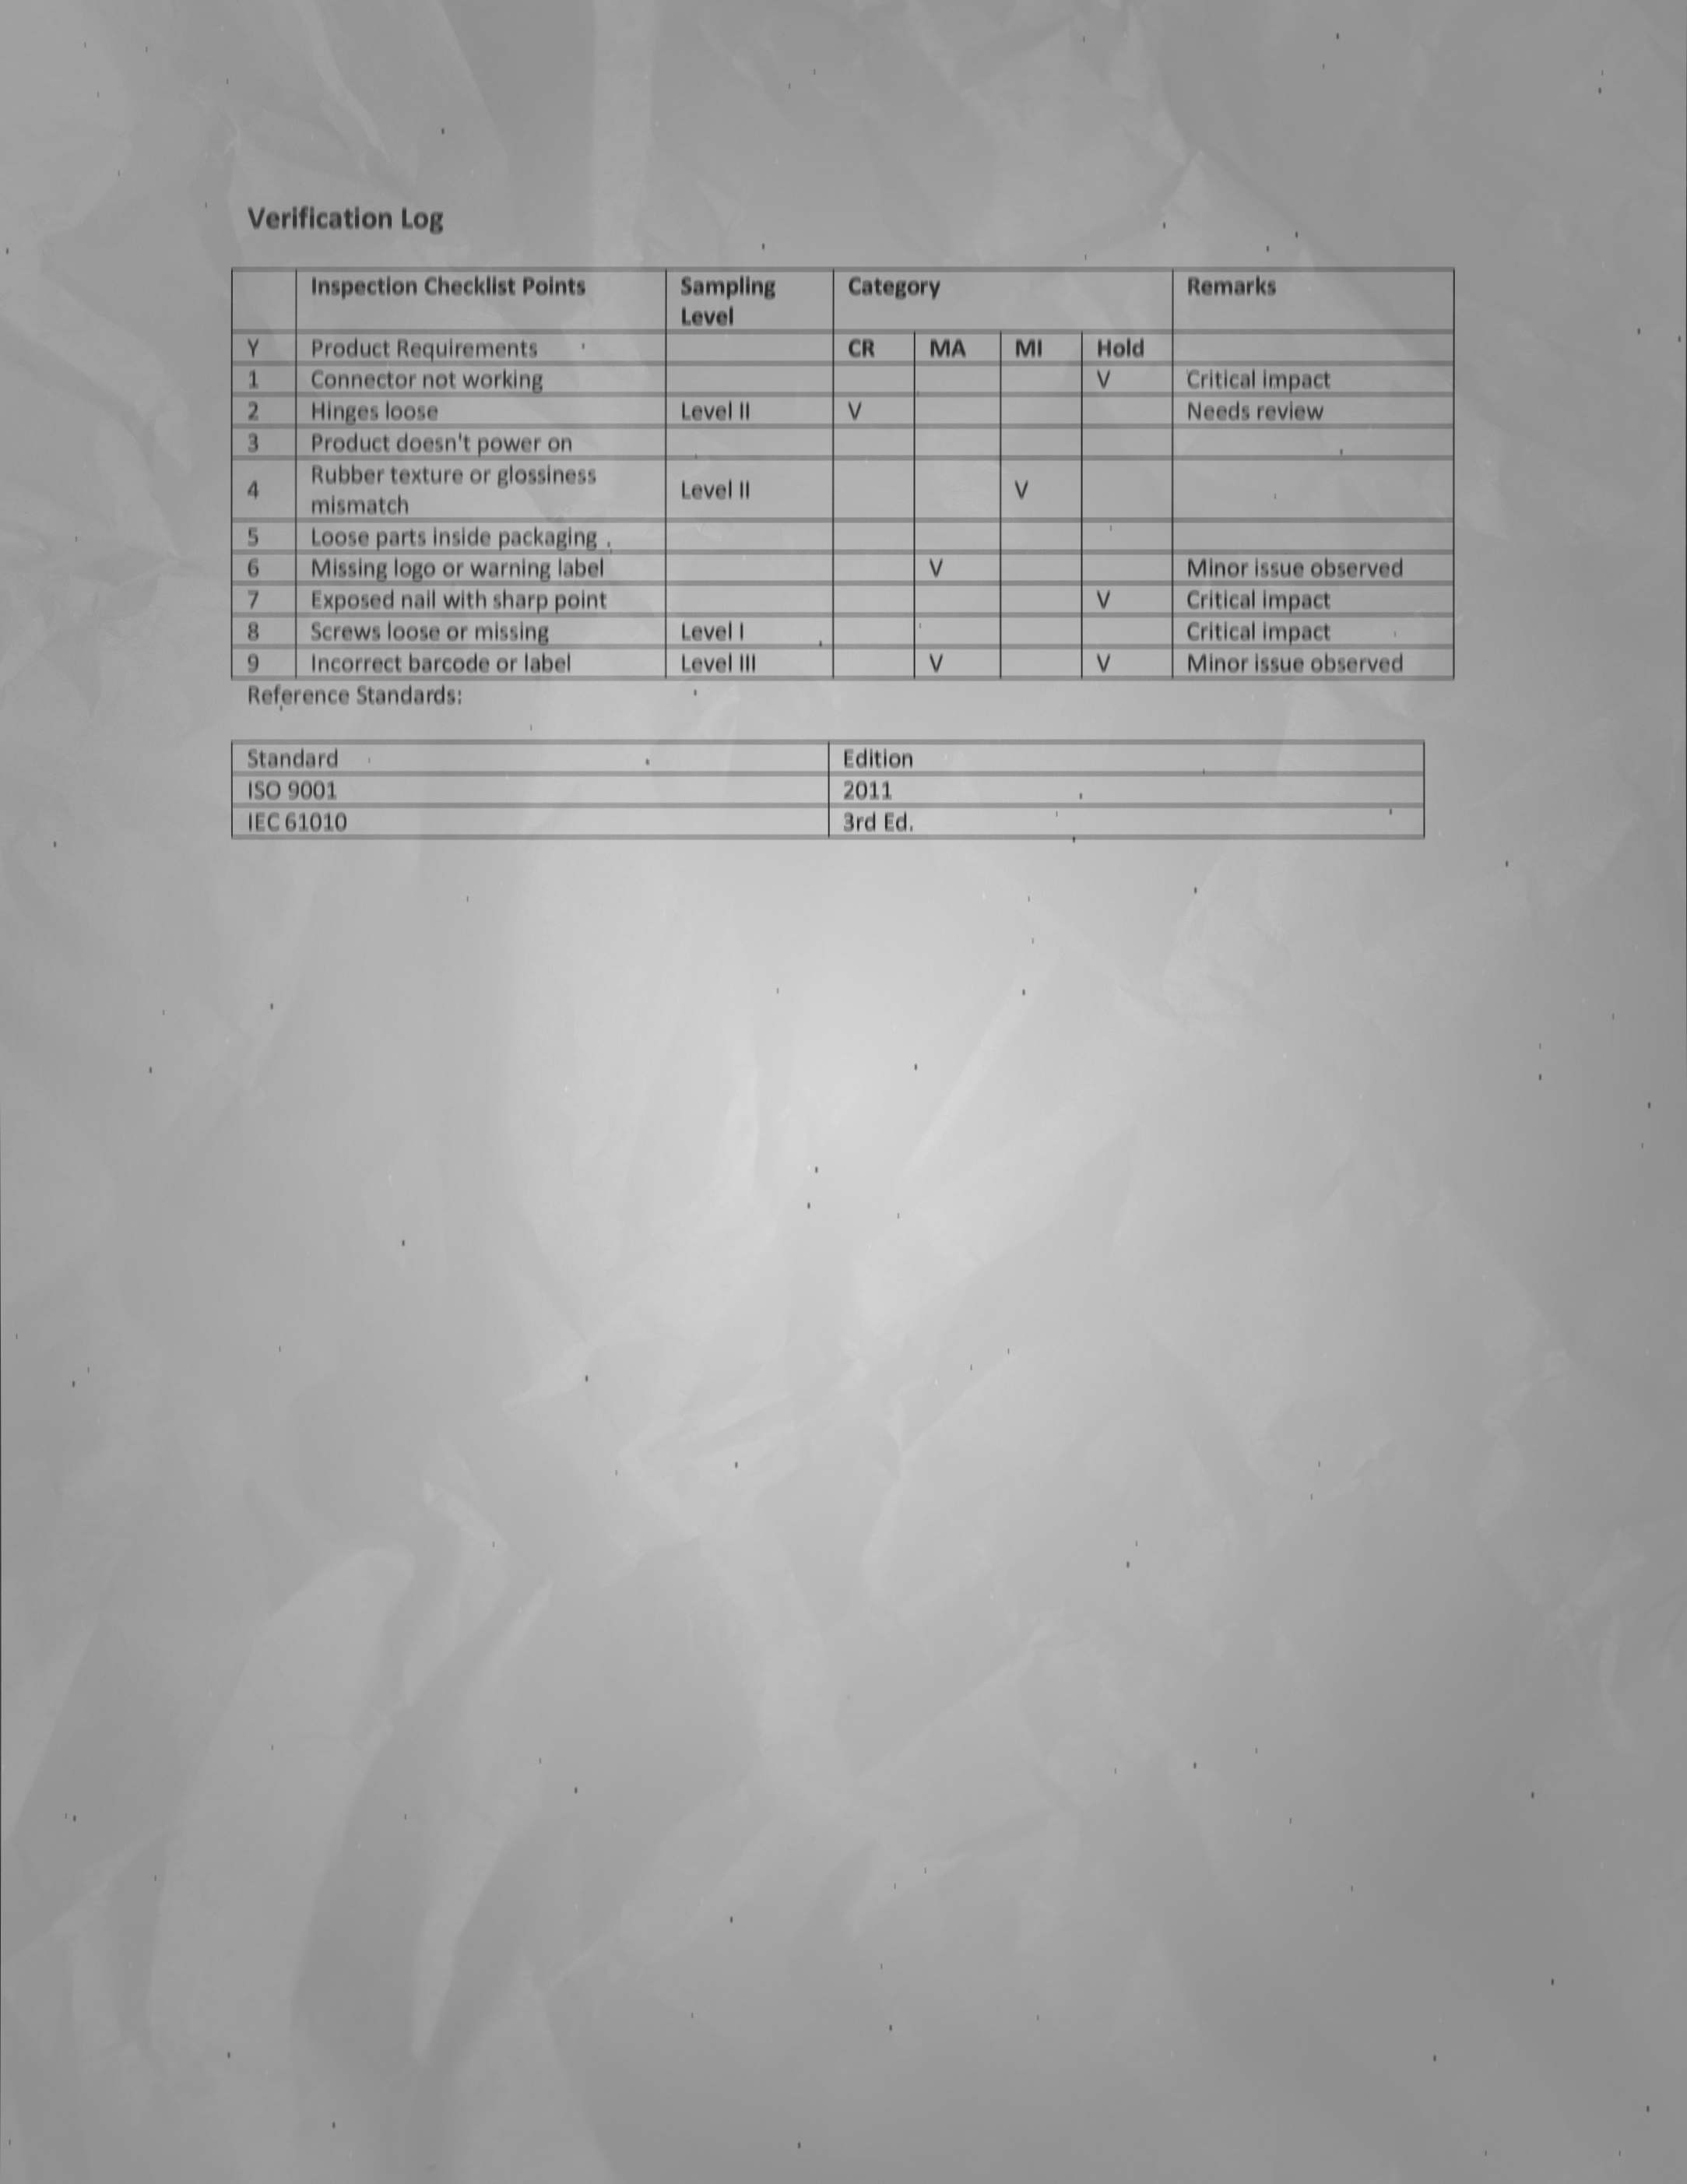 Verification Log
Inspection Checklist Points Sampling Level Category Remarks
Y Product Requirements CR MA MI Hold
1 Connector not working V Critical impact
2 Hinges loose Level II V Needs review
3 Product doesn't power on
4 Rubber texture or glossiness mismatch Level II V
5 Loose parts inside packaging
6 Missing logo or warning label V Minor issue observed
7 Exposed nail with sharp point V Critical impact
8 Screws loose or missing Level I Critical impact
9 Incorrect barcode or label Level III V V Minor issue observed
Reference Standards:
Standard Edition
ISO 9001 2011
IEC 61010 3rd Ed.